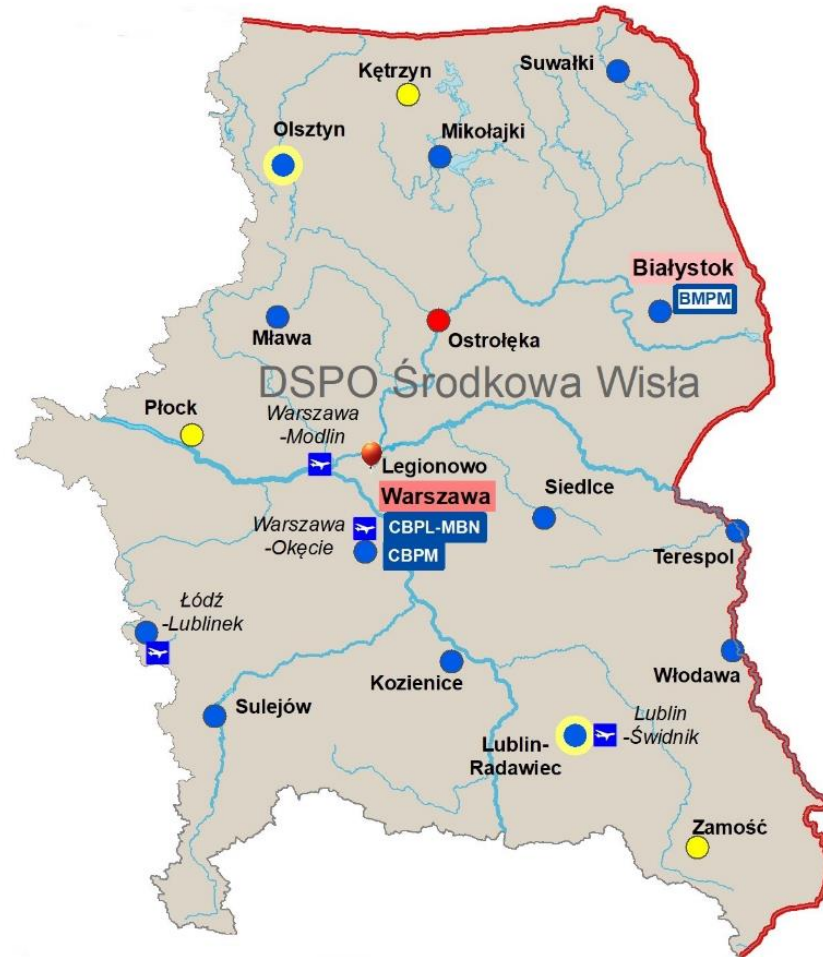 Suwałki
Kętrzyn
Olsztyn
Mikołajki
Białystok
BMPM
Mława
Ostrołęka
DSPO Środkowa Wisła
Płock
Warszawa
-Modlin
Legionowo
Warszawa
Siedlce
Warszawa
-Okęcie
CBPL-MBN
CBPM
Terespol
Łódź
-Lublinek
Kozienice
Włodawa
Sulejów
Lublin
-Świdnik
Lublin-
Radawiec
Zamość